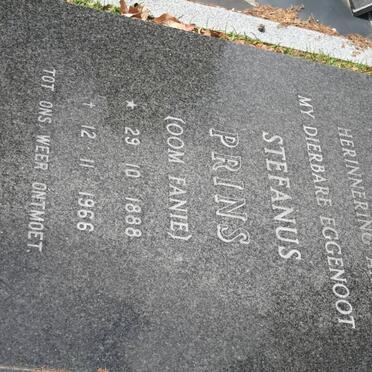 HERINNERING
MY DIERBARE EGGENOOT
STEFANUS
PRINS
(OOM FANIE)
* 29 10 1888
† 12 11 1966
TOT ONS WEER ONTMOET